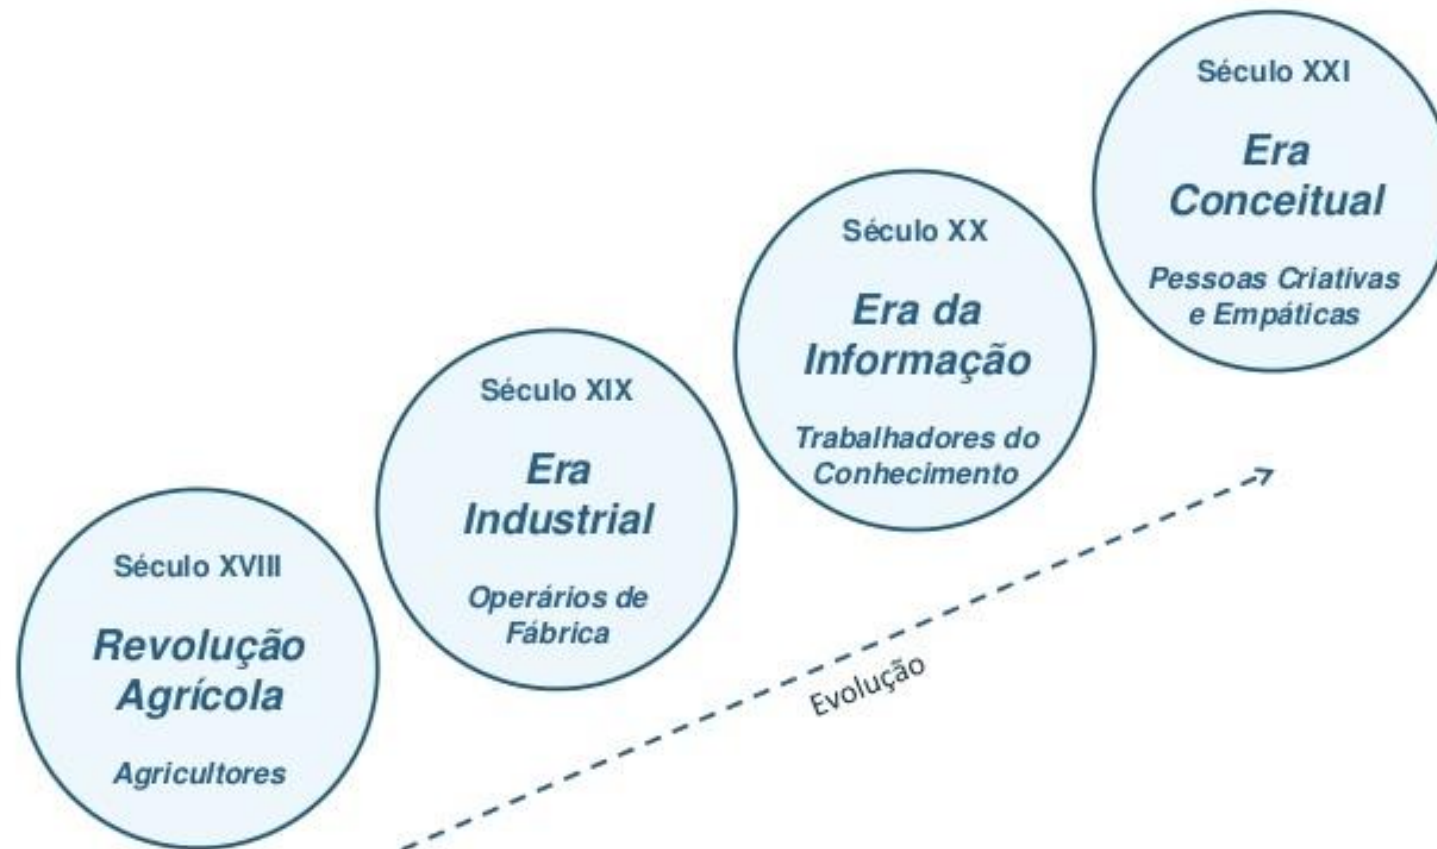 Século XVIII
Revolução
Agrícola
Agricultores
Século XIX
Era
Industrial
Operários de
Fábrica
Século XX
Era da
Informação
Trabalhadores do
Conhecimento
Século XXI
Era
Conceitual
Pessoas Criativas
e Empáticas
Evolução